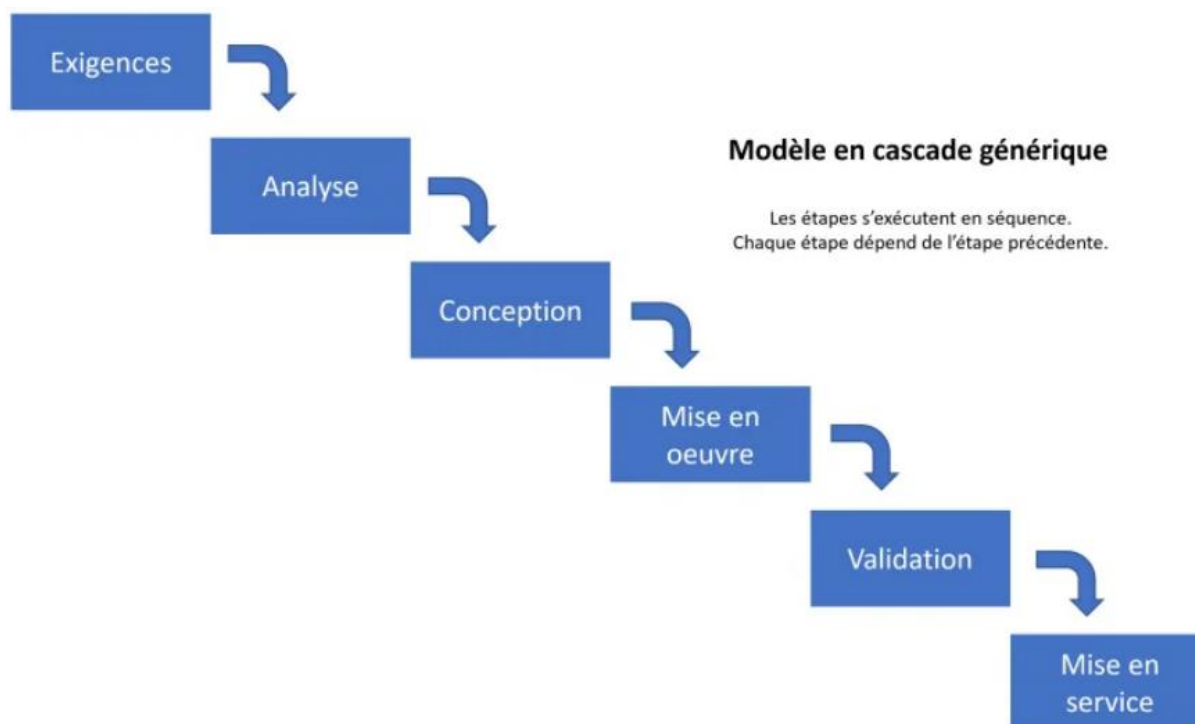 Exigences
Analyse
Modèle en cascade générique
Les étapes s’exécutent en séquence.
Chaque étape dépend de l’étape précédente.
Conception
Mise en
oeuvre
Validation
Mise en
service